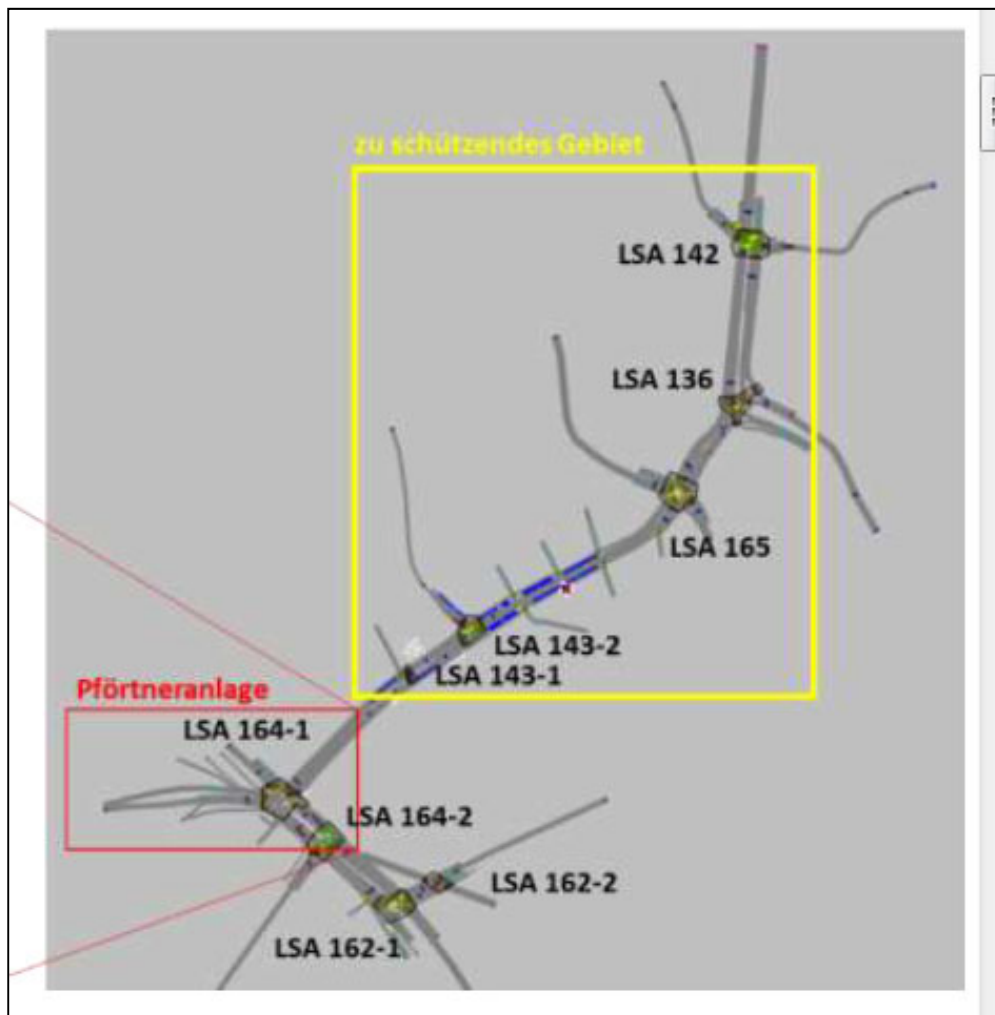 zu schützendes Gebiet
LSA 142
LSA 136
LSA 165
LSA 143-2
LSA 143-1
Pförtneranlage
LSA 164-1
LSA 164-2
LSA 162-2
LSA 162-1